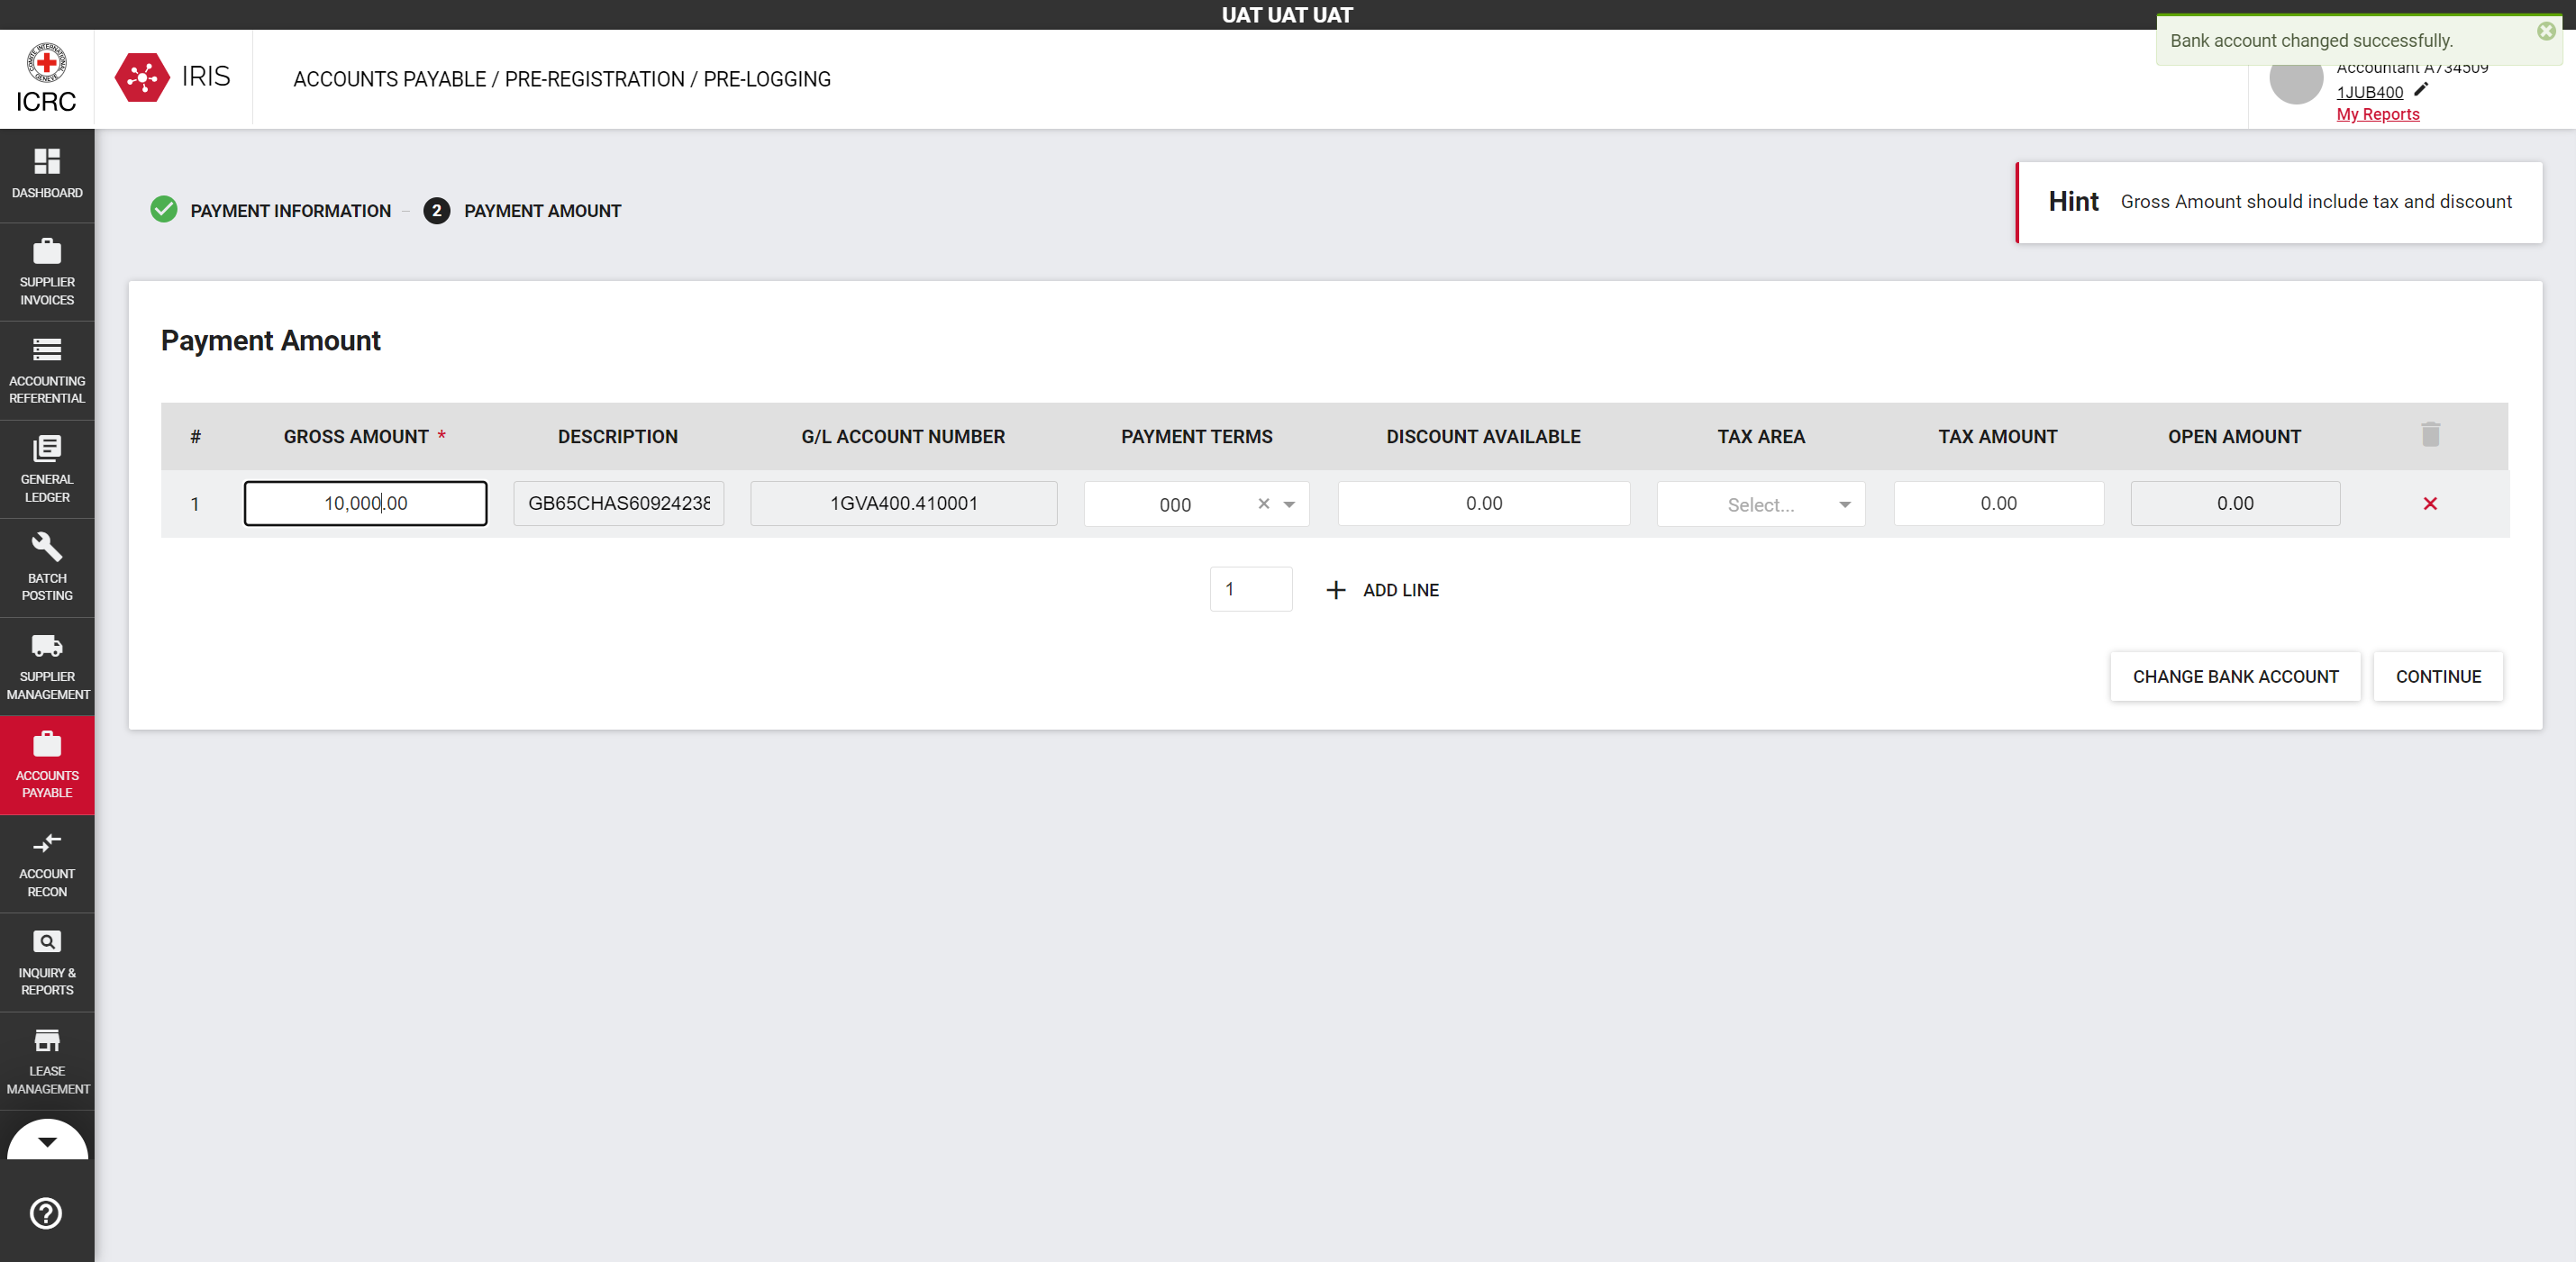 UAT UAT UAT
Bank account changed successfully.
COMITE INTERNATIONAL GENEVE
ICRC
IRIS
ACCOUNTS PAYABLE / PRE-REGISTRATION / PRE-LOGGING
Accountant A734509
1JUB400
My Reports
DASHBOARD
SUPPLIER
INVOICES
ACCOUNTING
REFERENTIAL
GENERAL
LEDGER
BATCH
POSTING
SUPPLIER
MANAGEMENT
ACCOUNTS
PAYABLE
ACCOUNT
RECON
INQUIRY &
REPORTS
LEASE
MANAGEMENT
PAYMENT INFORMATION
2 PAYMENT AMOUNT
Hint Gross Amount should include tax and discount
Payment Amount
# GROSS AMOUNT * DESCRIPTION G/L ACCOUNT NUMBER PAYMENT TERMS DISCOUNT AVAILABLE TAX AREA TAX AMOUNT OPEN AMOUNT
1 10,000.00 GB65CHAS60924238 1GVA400.410001 000 0.00 Select... 0.00 0.00
1 ADD LINE
CHANGE BANK ACCOUNT CONTINUE